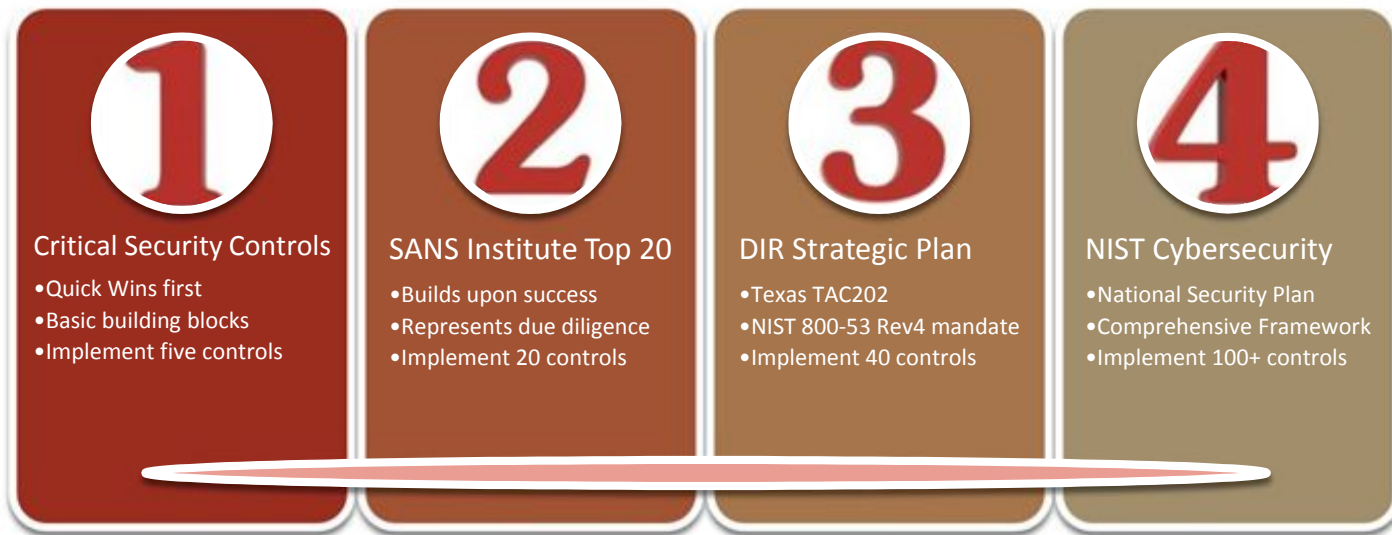 1
Critical Security Controls
•Quick Wins first
•Basic building blocks
•Implement five controls
2
SANS Institute Top 20
•Builds upon success
•Represents due diligence
•Implement 20 controls
3
DIR Strategic Plan
•Texas TAC202
•NIST 800-53 Rev4 mandate
•Implement 40 controls
4
NIST Cybersecurity
•National Security Plan
•Comprehensive Framework
•Implement 100+ controls